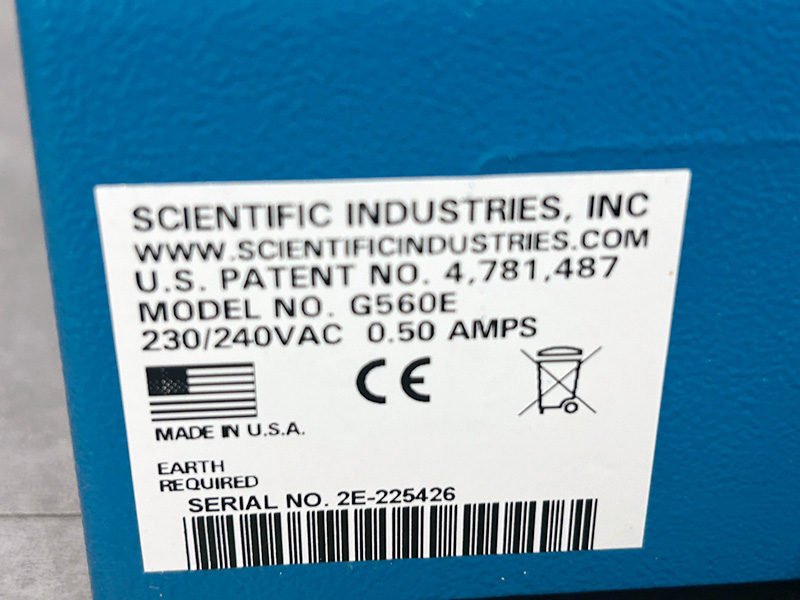 SCIENTIFIC INDUSTRIES, INC
WWW.SCIENTIFICINDUSTRIES.COM
U.S. PATENT NO. 4,781,487
MODEL NO. G560E
230/240VAC 0.50 AMPS
CE
MADE IN U.S.A.
EARTH
REQUIRED
SERIAL NO. 2E-225426